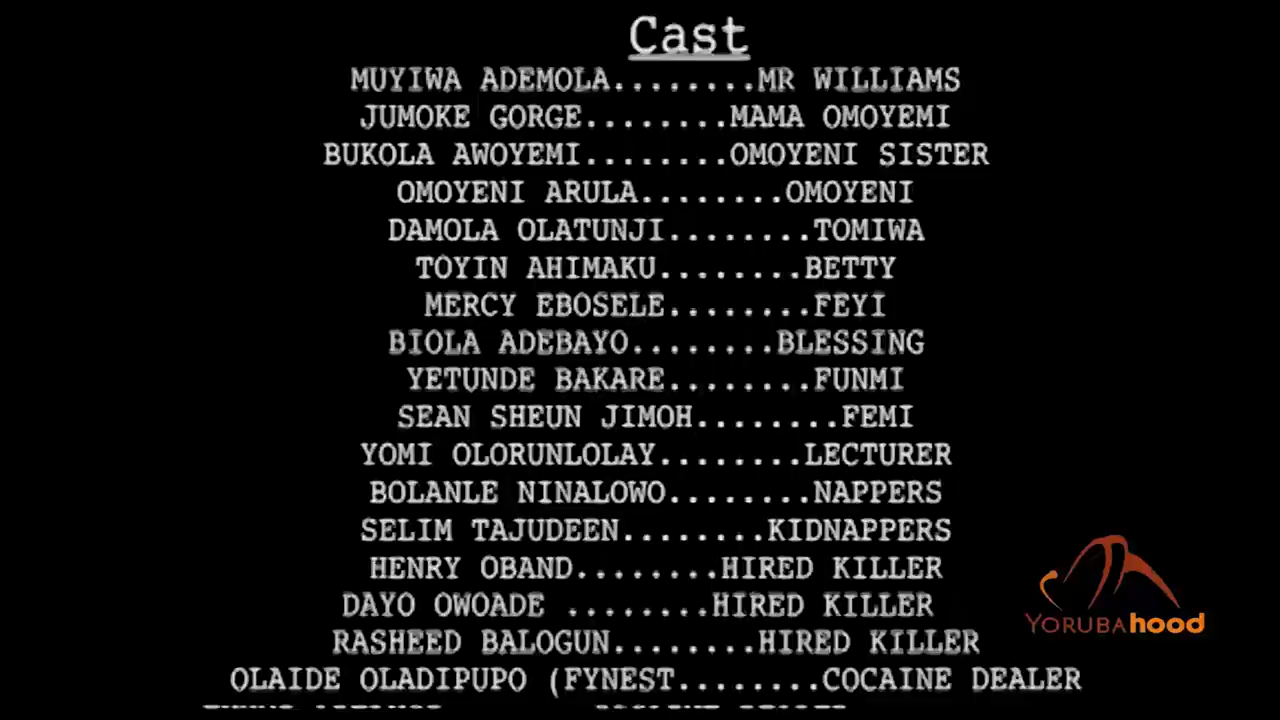 Cast
MUYIWA ADEMOLA........MR WILLIAMS
JUMOKE GORGE........MAMA OMOYEMI
BUKOLA AWOYEMI........OMOYENI SISTER
OMOYENI ARULA........OMOYENI
DAMOLA OLATUNJI........TOMIWA
TOYIN AHIMAKU........BETTY
MERCY EBOSELE........FEYI
BIOLA ADEBAYO........BLESSING
YETUNDE BAKARE........FUNMI
SEAN SHEUN JIMOH........FEMI
YOMI OLORUNLOLAY........LECTURER
BOLANLE NINALOWO........NAPPERS
SELIM TAJUDEEN........KIDNAPPERS
HENRY OBAND........HIRED KILLER
DAYO OWOADE ........HIRED KILLER
RASHEED BALOGUN........HIRED KILLER
OLAIDE OLADIPUPO (FYNEST........COCAINE DEALER
YORUBAhood